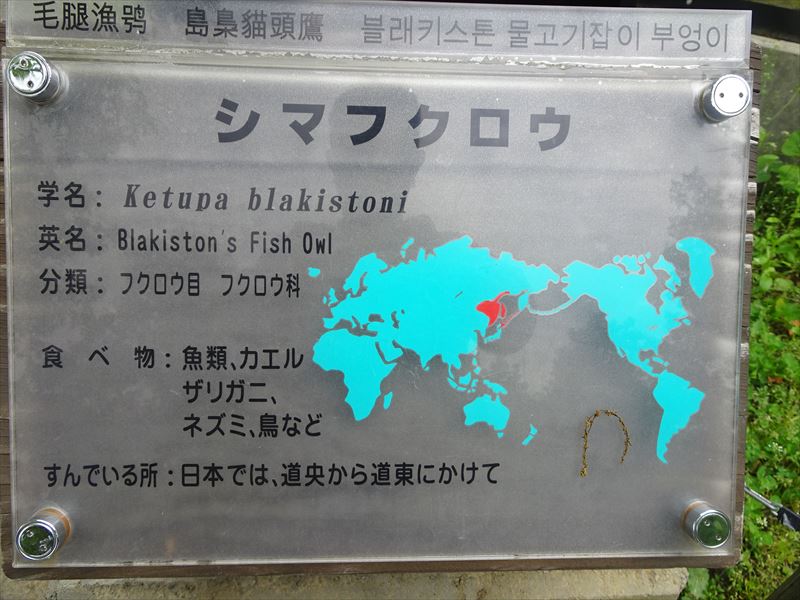 毛腿漁鸮 島梟貓頭鷹 블래키스톤 물고기잡이 부엉이
シマフクロウ
学名： Ketupa blakistoni
英名： Blakiston's Fish Owl
分類： フクロウ目 フクロウ科
食べ物：魚類、カエル
ザリガニ、
ネズミ、鳥など
すんでいる所：日本では、道央から道東にかけて